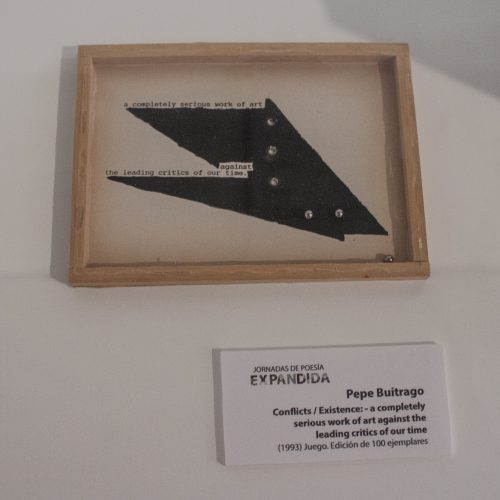 a completely serious work of art
against
the leading critics of our time.
JORNADAS DE POESÍA
EXPANDIDA
Pepe Buitrago
Conflicts / Existence: - a completely
serious work of art against the
leading critics of our time
(1993) Juego. Edición de 100 ejemplares